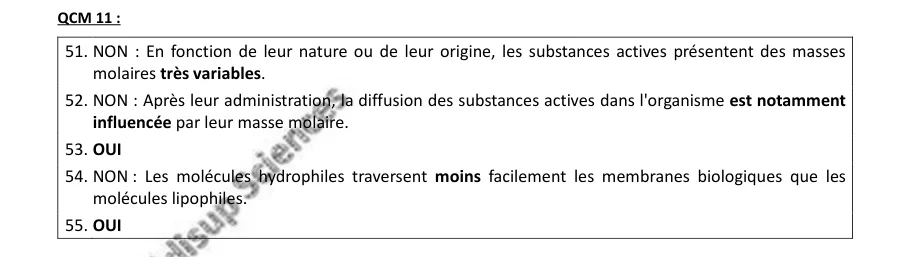 QCM 11 :
51. NON : En fonction de leur nature ou de leur origine, les substances actives présentent des masses
molaires très variables.
52. NON : Après leur administration, la diffusion des substances actives dans l'organisme est notamment
influencée par leur masse molaire.
53. OUI
54. NON : Les molécules hydrophiles traversent moins facilement les membranes biologiques que les
molécules lipophiles.
55. OUI
disup Sciences